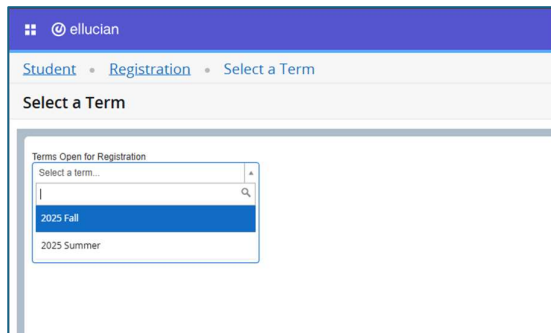 ellucian
Student • Registration • Select a Term
Select a Term
Terms Open for Registration
Select a term...
2025 Fall
2025 Summer